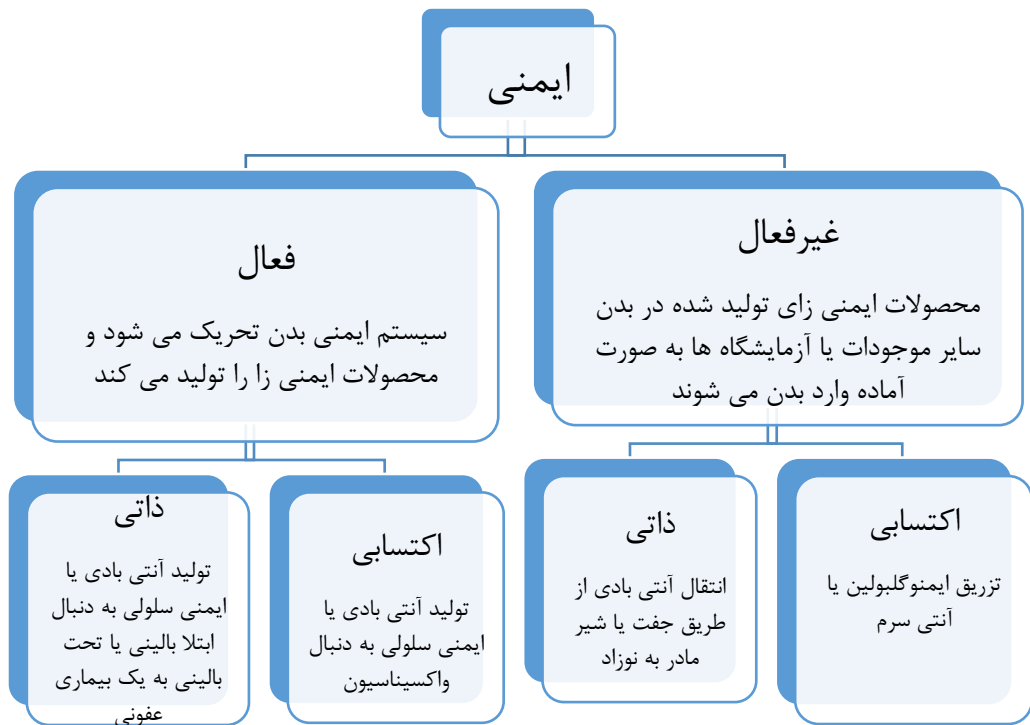 ایمنی
غیرفعال
محصولات ایمنی زای تولید شده در بدن
سایر موجودات یا آزمایشگاه ها به صورت
آماده وارد بدن می شوند
فعال
سیستم ایمنی بدن تحریک می شود و
محصولات ایمنی زا را تولید می کند
اکتسابی
تزریق ایمنوگلبولین یا
آنتی سرم
ذاتی
انتقال آنتی بادی از
طریق جفت یا شیر
مادر به نوزاد
اکتسابی
تولید آنتی بادی یا
ایمنی سلولی به دنبال
واکسیناسیون
ذاتی
تولید آنتی بادی یا
ایمنی سلولی به دنبال
ابتلا بالینی یا تحت
بالینی به یک بیماری
عفونی